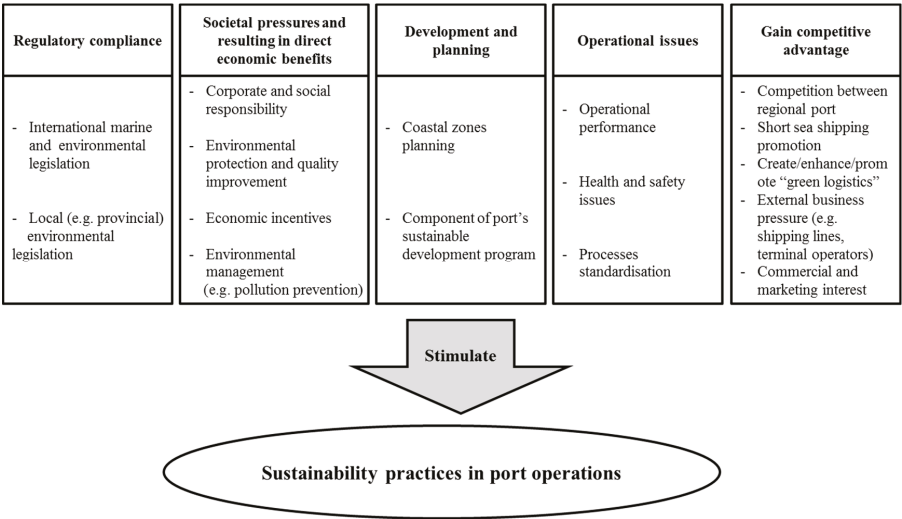 Regulatory compliance
- International marine
and environmental
legislation
- Local (e.g. provincial)
environmental
legislation
Societal pressures and
resulting in direct
economic benefits
- Corporate and social
responsibility
- Environmental
protection and quality
improvement
- Economic incentives
- Environmental
management
(e.g. pollution prevention)
Development and
planning
- Coastal zones
planning
- Component of port's
sustainable
development program
Operational issues
- Operational
performance
- Health and safety
issues
- Processes
standardisation
Gain competitive
advantage
- Competition between
regional port
- Short sea shipping
promotion
- Create/enhance/pro
mote “green logistics”
- External business
pressure (e.g.
shipping lines,
terminal operators)
- Commercial and
marketing interest
Stimulate
Sustainability practices in port operations